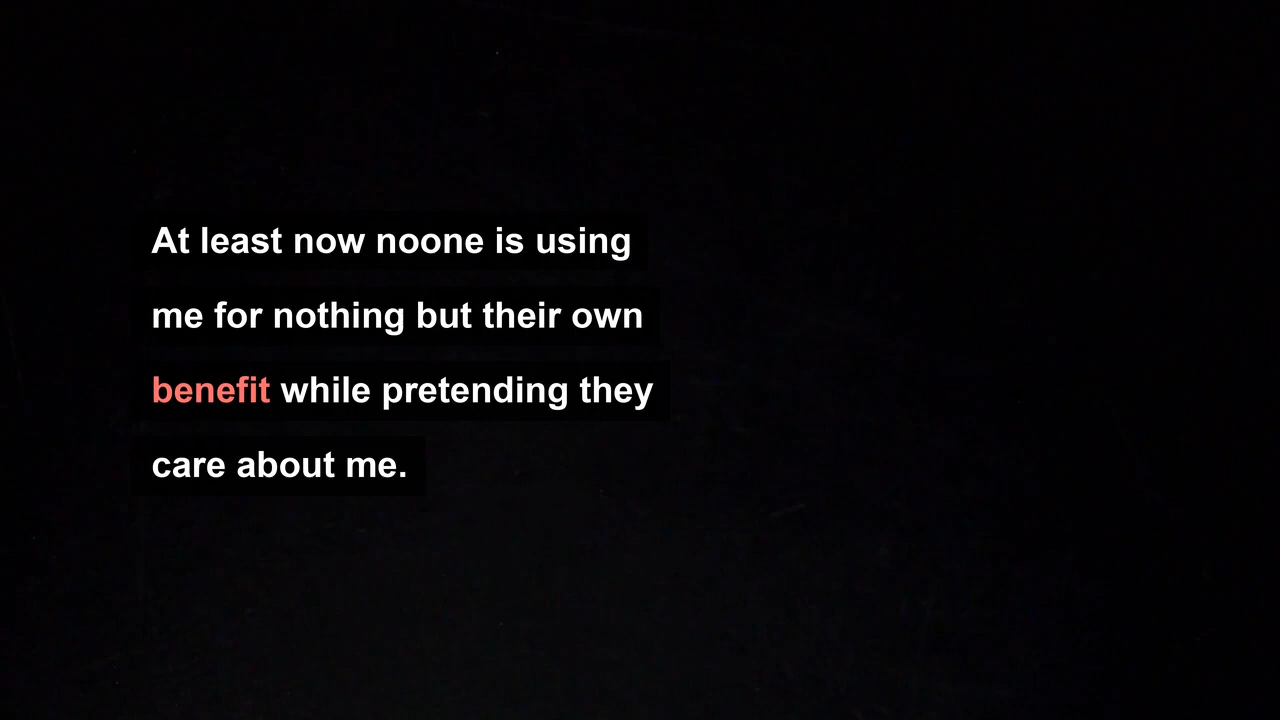 At least now noone is using
me for nothing but their own
benefit while pretending they
care about me.